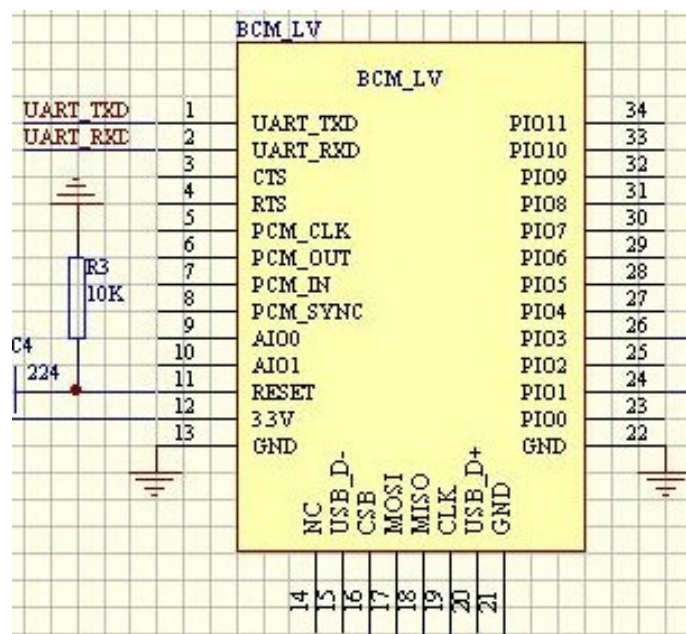 BCM_LV
BCM_LV
UART_TXD 1 UART_TXD PIO11 34
UART_RXD 2 UART_RXD PIO10 33
3 CTS PIO9 32
4 RTS PIO8 31
5 PCM_CLK PIO7 30
6 PCM_OUT PIO6 29
R3 7 PCM_IN PIO5 28
10K 8 PCM_SYNC PIO4 27
C4 9 AIO0 PIO3 26
224 10 AIO1 PIO2 25
11 RESET PIO1 24
12 3.3V PIO0 23
13 GND GND 22
NC USB_D- CSB MOSI MISO CLK USB_D+ GND
14 15 16 17 18 19 20 21